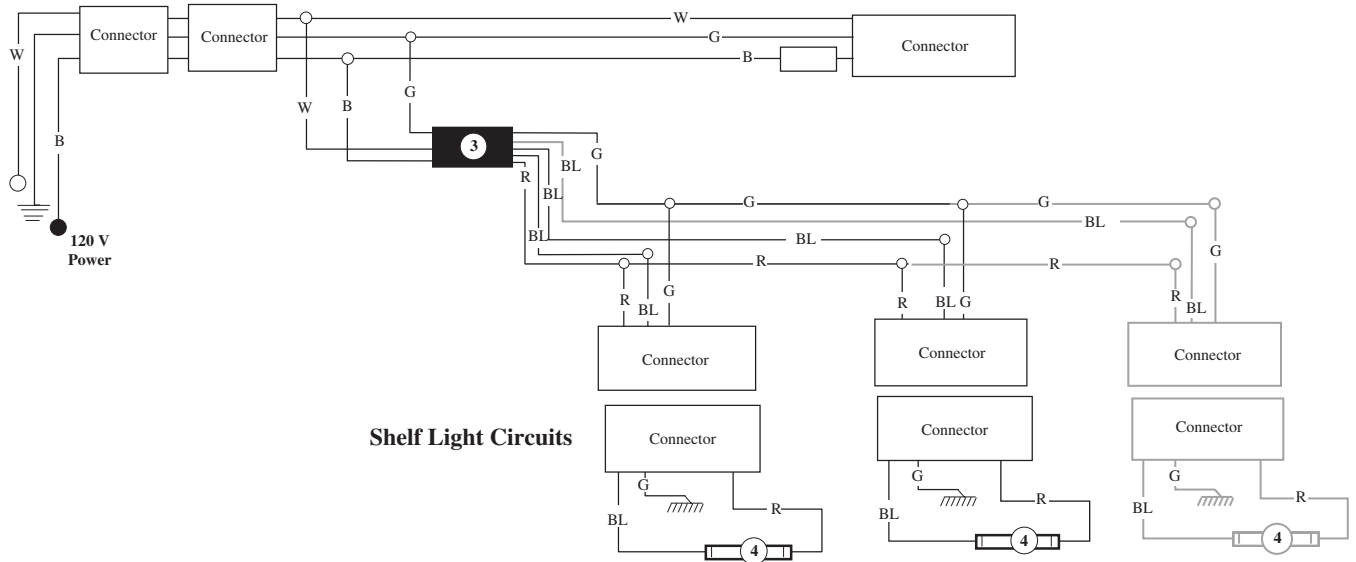 W
Connector
Connector
W
G
B
Connector
W
B
W
B
G
3
G
BL
R
BL
BL
120 V
Power
G
G
BL
BL
R
R
G
R
BL
G
R
BL
G
R
BL
Connector
Connector
Connector
Shelf Light Circuits
Connector
Connector
Connector
G
G
G
BL
R
BL
R
BL
R
4
4
4